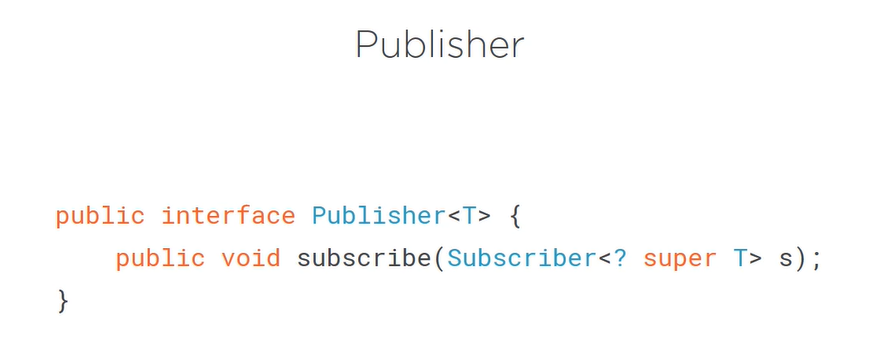 Publisher
public interface Publisher<T> {
    public void subscribe(Subscriber<? super T> s);
}